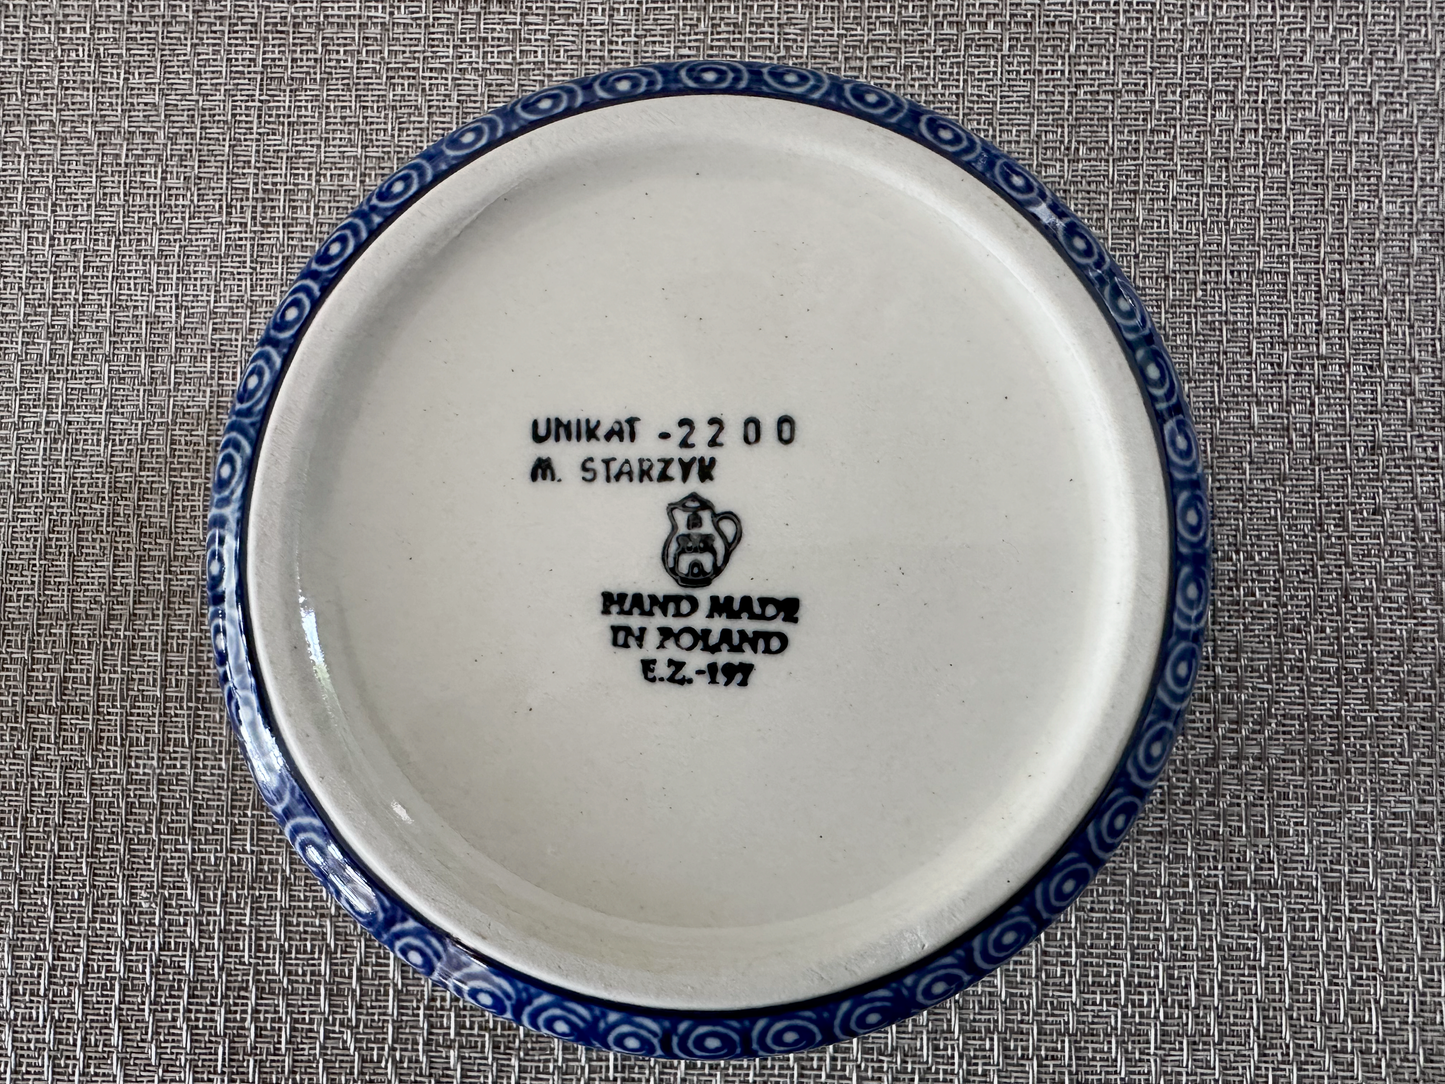 UNIKAT -2200
M. STARZYK
HAND MADE
IN POLAND
E.Z.-197